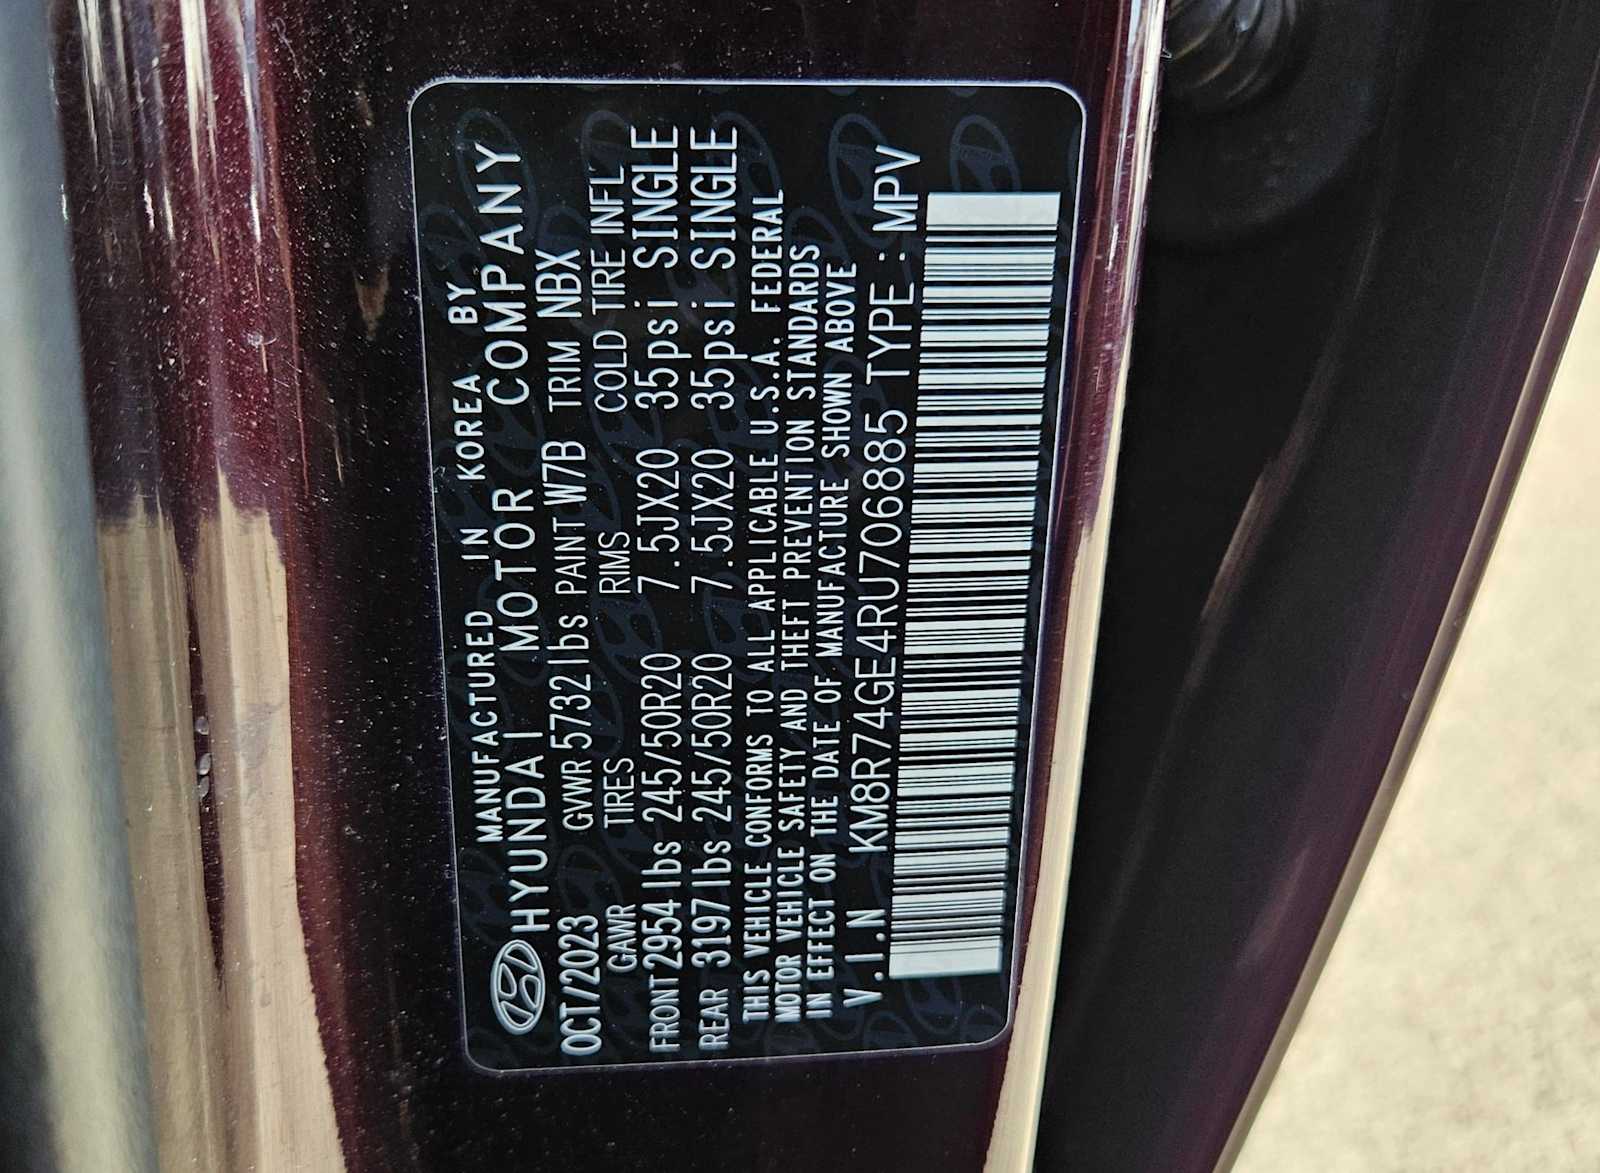 MANUFACTURED IN KOREA BY
HYUNDAI MOTOR COMPANY
OCT/2023 GVWR 5732lbs PAINT W7B TRIM NBX
GAWR TIRES RIMS COLD TIRE INFL
FRONT 2954lbs 245/50R20 7.5JX20 35psi SINGLE
REAR 3197lbs 245/50R20 7.5JX20 35psi SINGLE
THIS VEHICLE CONFORMS TO ALL APPLICABLE U.S.A. FEDERAL
MOTOR VEHICLE SAFETY AND THEFT PREVENTION STANDARDS
IN EFFECT ON THE DATE OF MANUFACTURE SHOWN ABOVE
V.I.N KM8R74GE4RU706885 TYPE: MPV